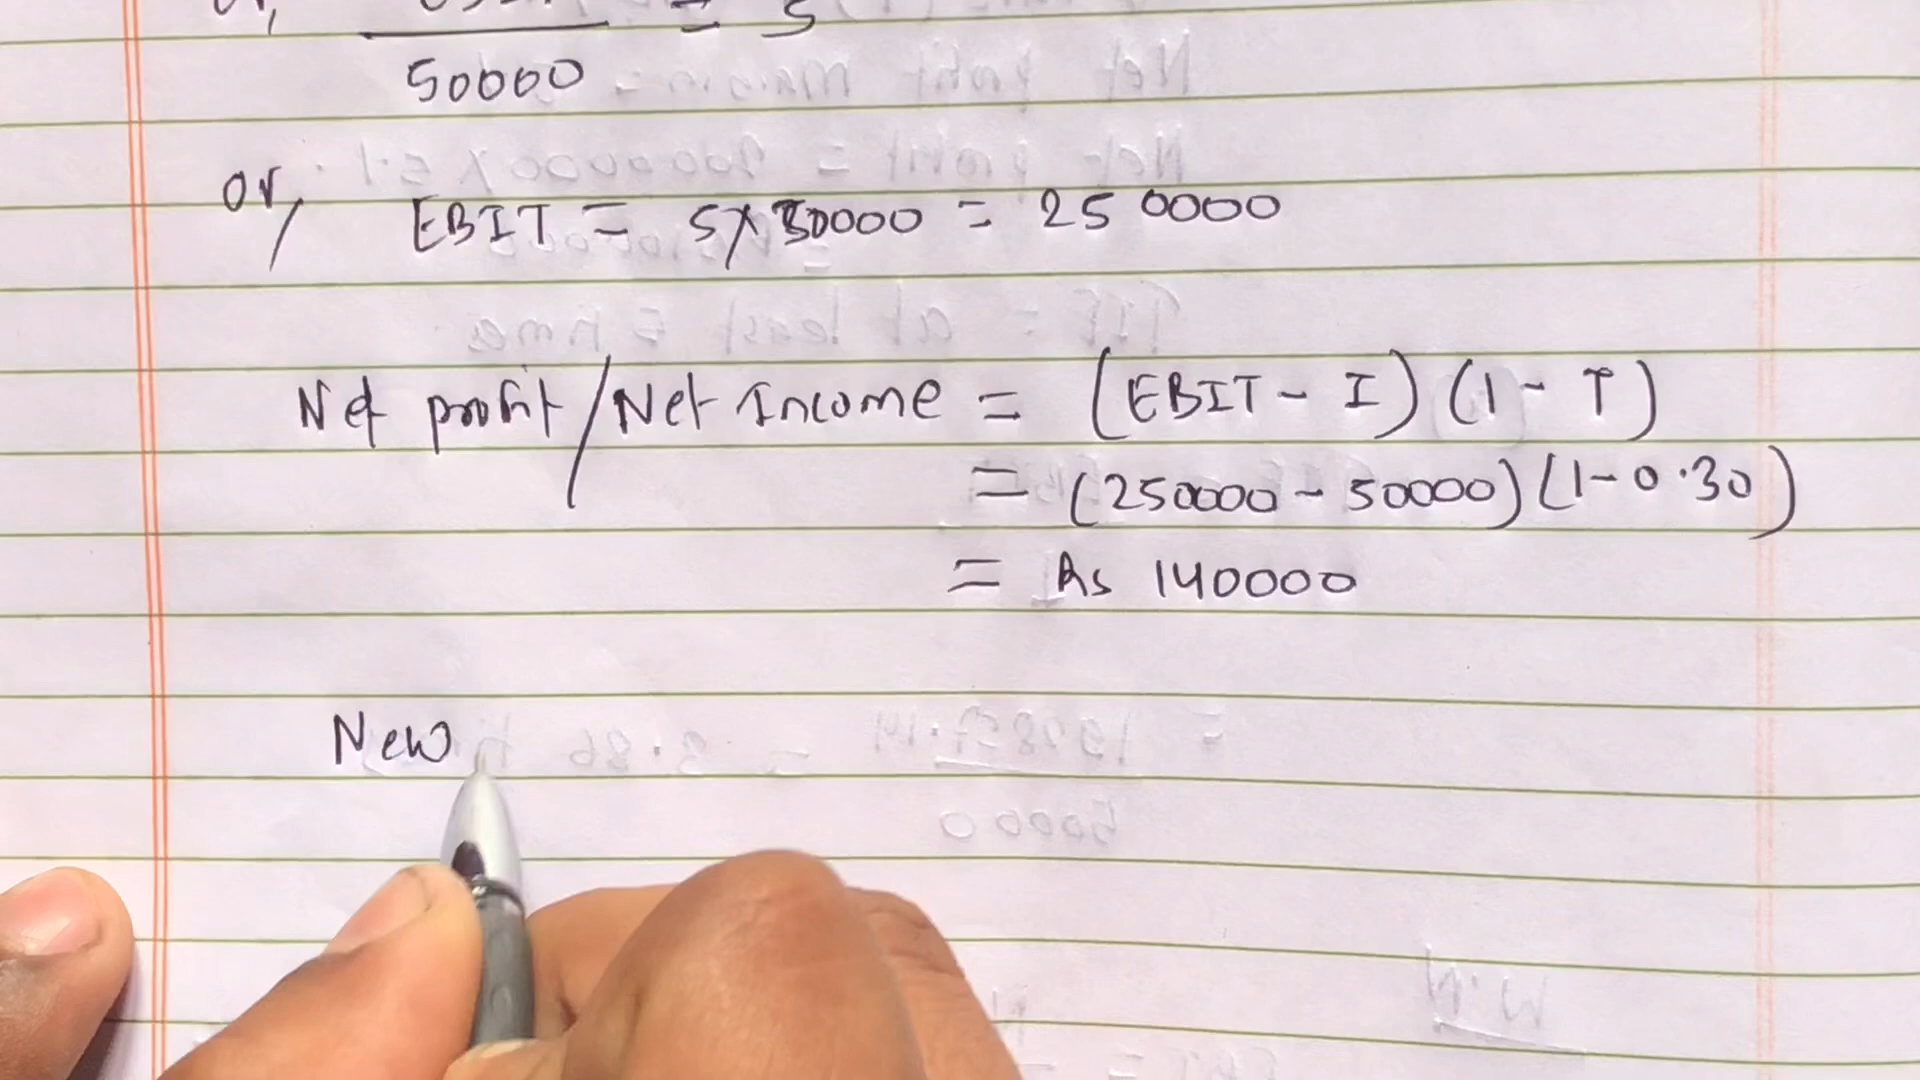 = 5
50000
or, EBIT = 5X50000 = 250000
Net profit/Net Income = (EBIT - I) (1 - T)
= (250000 - 50000) (1 - 0.30)
= Rs 140000
New